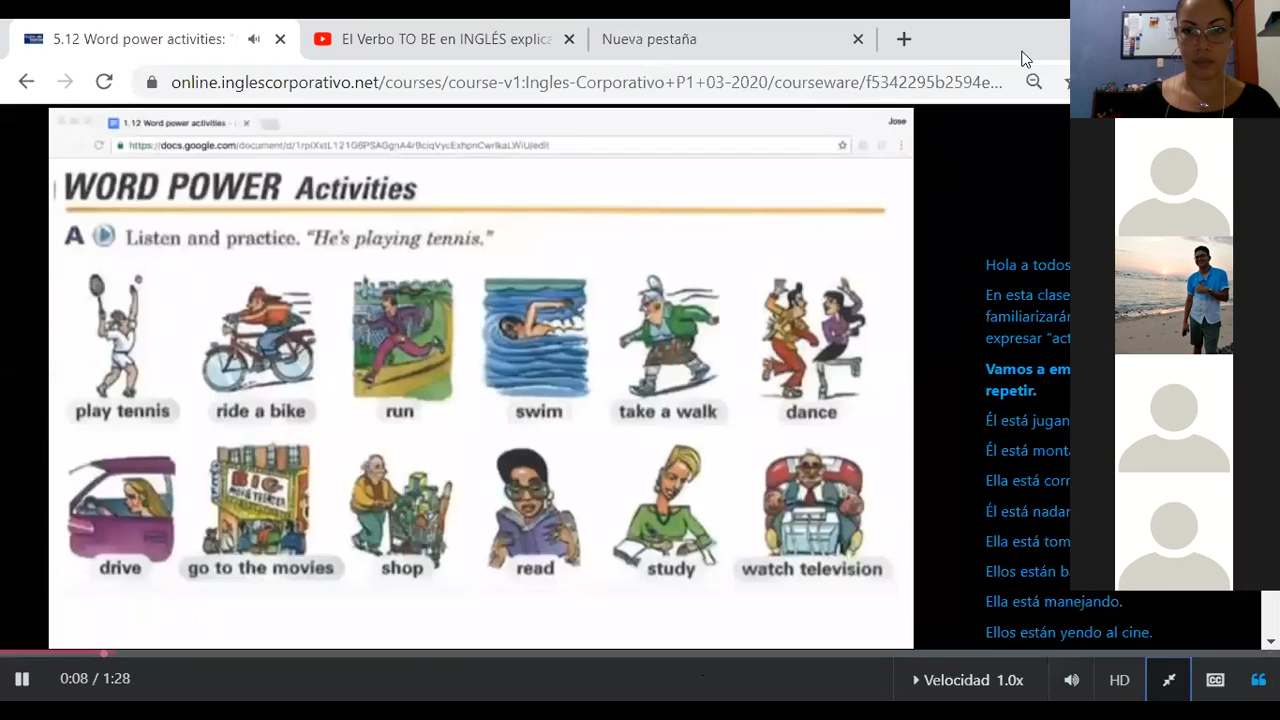 5.12 Word power activities: "
El Verbo TO BE en INGLÉS explica
Nueva pestaña
online.inglescorporativo.net/courses/course-v1:Ingles-Corporativo+P1+03-2020/courseware/f5342295b2594e...
1.12 Word power activities -
Jose
WORD POWER Activities
A Listen and practice. "He's playing tennis."
play tennis
ride a bike
run
swim
take a walk
dance
BIG
drive
go to the movies
shop
read
study
watch television
Hola a todos
En esta clase
familiarizarán
expresar "act
Vamos a em
repetir.
Él está jugan
Él está mont
Ella está corr
Él está nadar
Ella está tom
Ellos están b
Ella está manejando.
Ellos están yendo al cine.
0:08 / 1:28
Velocidad 1.0x
HD
CC